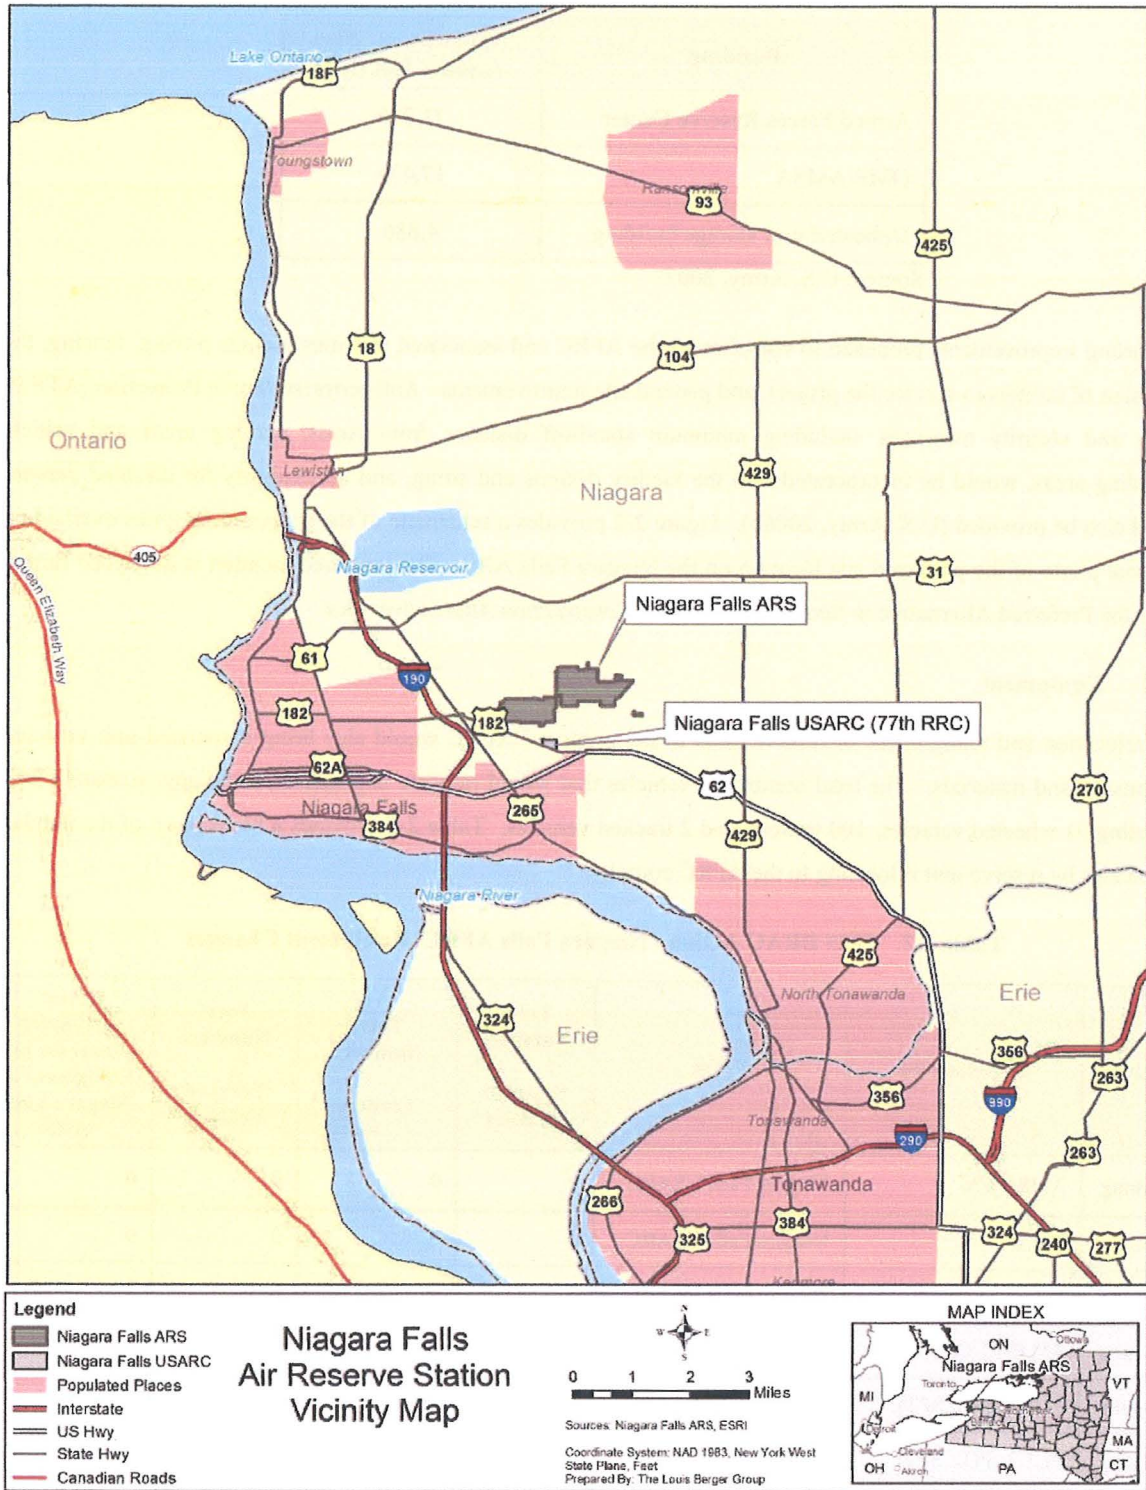 Lake Ontario
18F
Youngstown
Ransomville
93
425
18
104
Ontario
Lewiston
429
Niagara
405
Niagara Reservoir
31
Queen Elizabeth Way
Niagara Falls ARS
61
190
182
182
Niagara Falls USARC (77th RRC)
62A
62
270
Niagara Falls
265
384
429
Niagara River
425
North Tonawanda
Erie
324
Erie
356
263
356
990
Tonawanda
290
263
Tonawanda
266
384
325
324
240
277
Kenmore
Legend
Niagara Falls ARS
Niagara Falls USARC
Populated Places
Interstate
US Hwy
State Hwy
Canadian Roads
Niagara Falls
Air Reserve Station
Vicinity Map
N
W E
S
0 1 2 3
Miles
Sources: Niagara Falls ARS, ESRI
Coordinate System: NAD 1983, New York West
State Plane, Feet
Prepared By: The Louis Berger Group
MAP INDEX
ON
Ottowa
Niagara Falls ARS
Toronto
VT
MI
Buffalo
Detroit
MA
Cleveland
OH
Akron
PA
CT